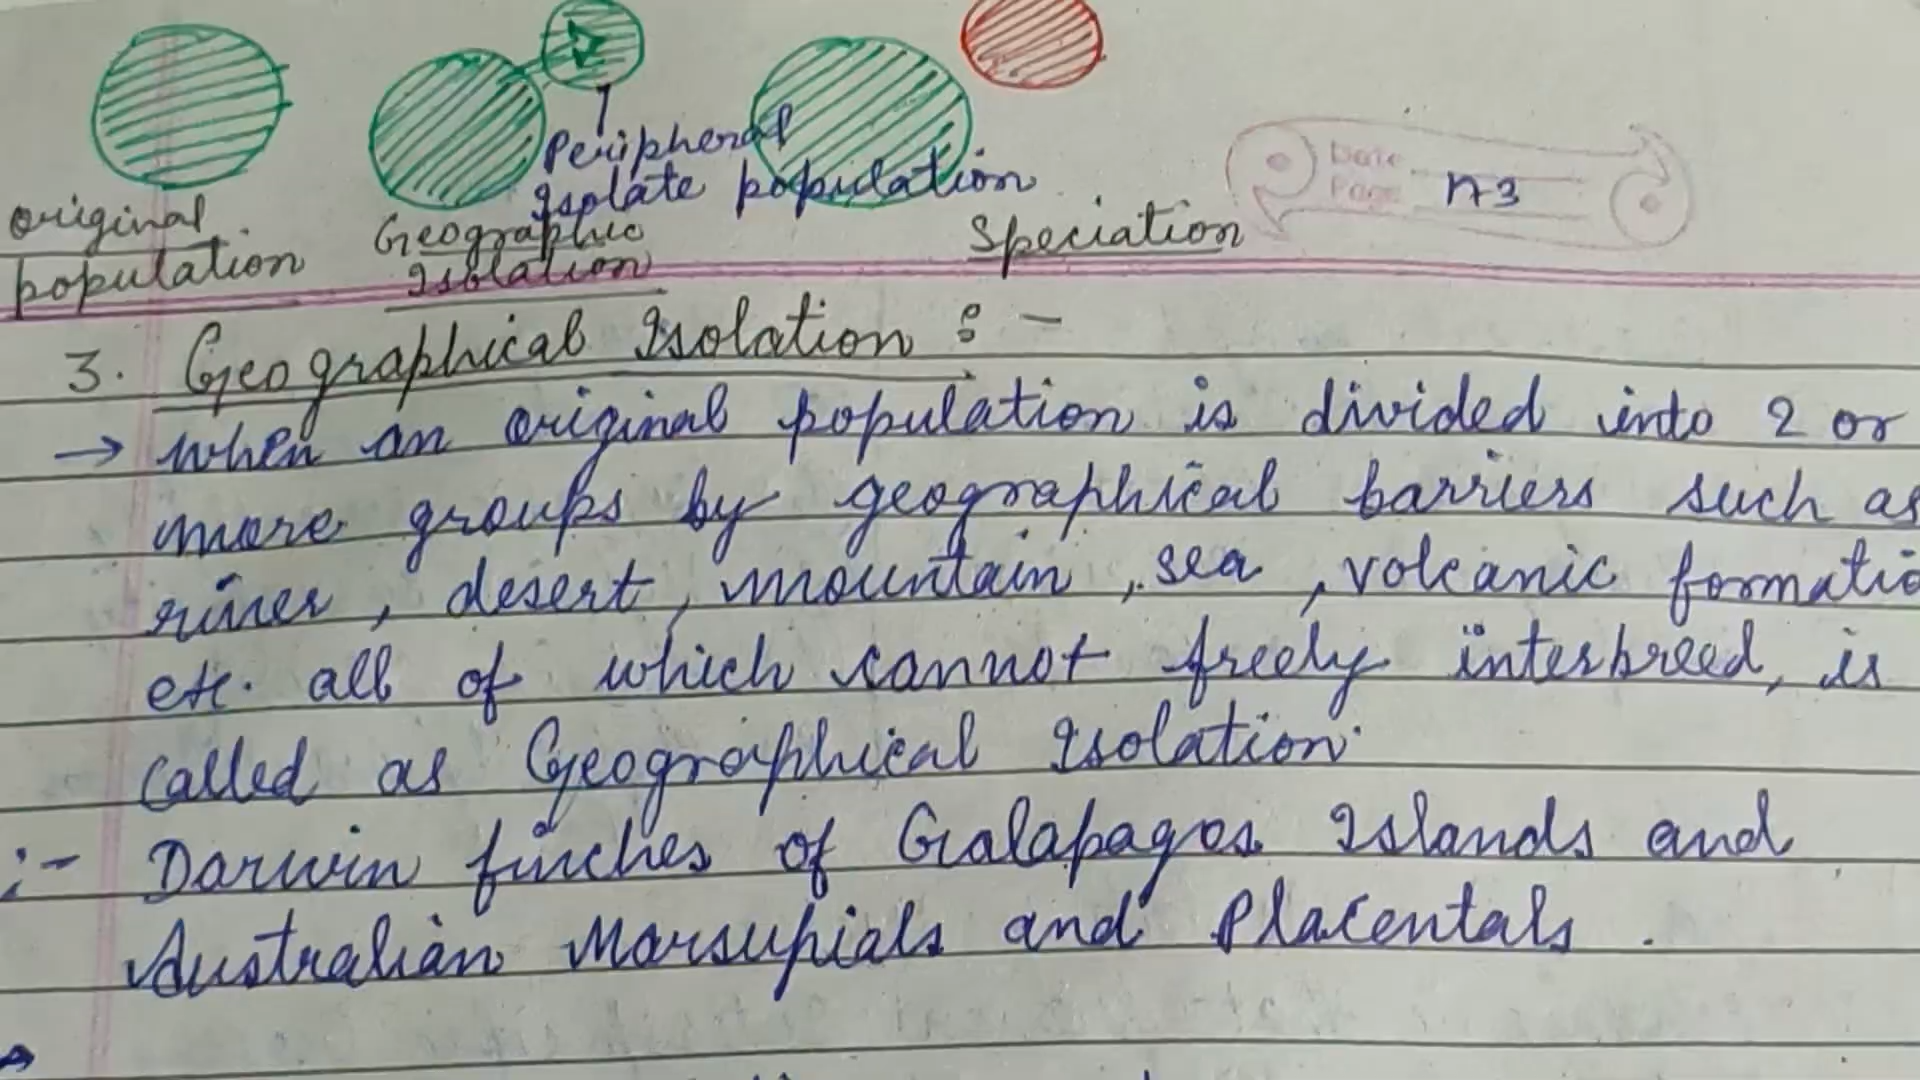 Peripheral
Isolate population
original
population
Geographic
Isolation
Speciation
Date
Page 173
3. Geographical Isolation :-
→ when an original population is divided into 2 or
more groups by geographical barriers such as
river, desert, mountain, sea, volcanic formatio
etc. all of which cannot freely interbreed, is
called as Geographical Isolation.
:- Darwin finches of Galapagos Islands and
Australian Marsupials and Placentals.